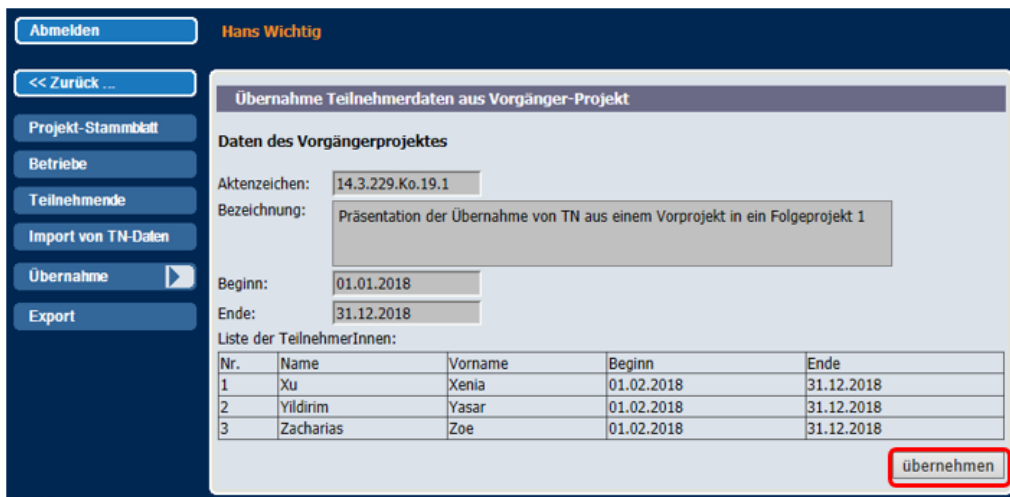 Abmelden
Hans Wichtig
<< Zurück ...
Projekt-Stammblatt
Betriebe
Teilnehmende
Import von TN-Daten
Übernahme
Export
Übernahme Teilnehmerdaten aus Vorgänger-Projekt
Daten des Vorgängerprojektes
Aktenzeichen: 14.3.229.Ko.19.1
Bezeichnung: Präsentation der Übernahme von TN aus einem Vorprojekt in ein Folgeprojekt 1
Beginn: 01.01.2018
Ende: 31.12.2018
Liste der TeilnehmerInnen:
Nr. Name Vorname Beginn Ende
1 Xu Xenia 01.02.2018 31.12.2018
2 Yildirim Yasar 01.02.2018 31.12.2018
3 Zacharias Zoe 01.02.2018 31.12.2018
übernehmen